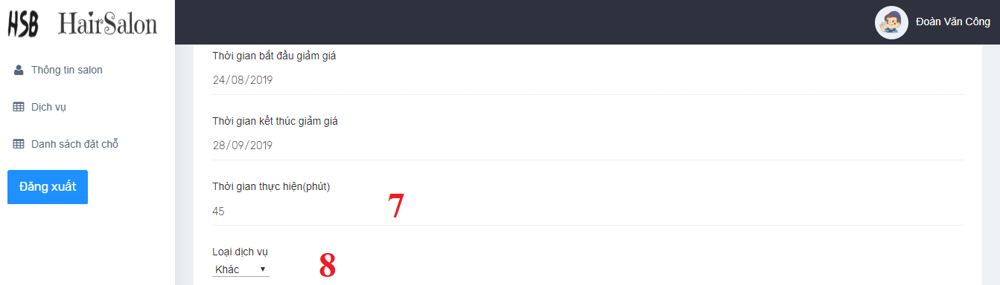 HSB HairSalon
Đoàn Văn Công
Thông tin salon
Dịch vụ
Danh sách đặt chỗ
Đăng xuất
Thời gian bắt đầu giảm giá
24/08/2019
Thời gian kết thúc giảm giá
28/09/2019
Thời gian thực hiện(phút)
45
7
Loại dịch vụ
Khác
8